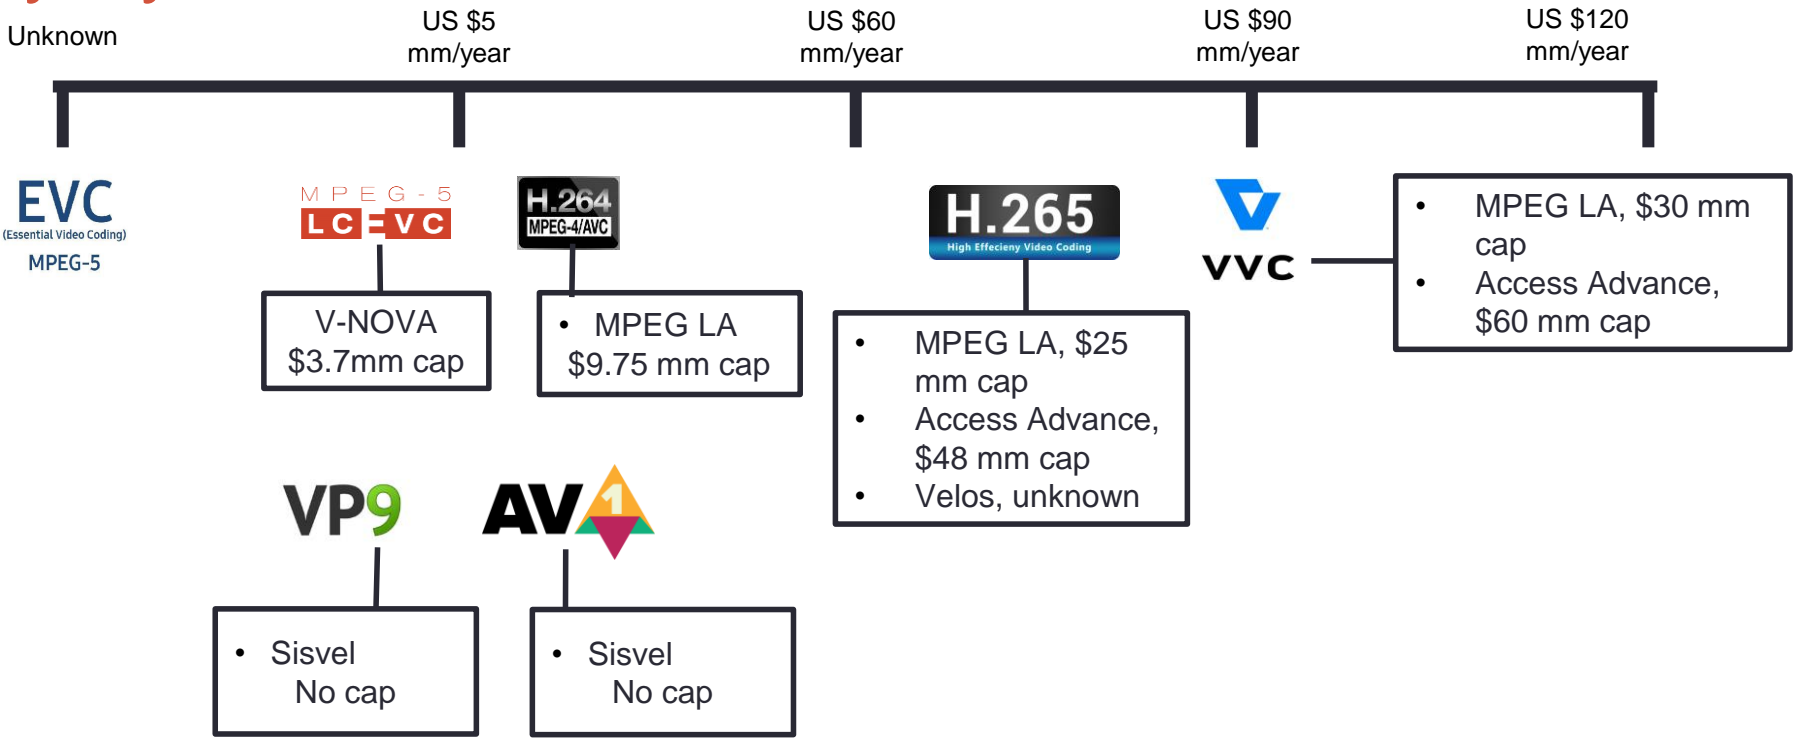 Unknown
US $5
mm/year
US $60
mm/year
US $90
mm/year
US $120
mm/year
EVC
(Essential Video Coding)
MPEG-5
MPEG-5
LCEVC
H.264
MPEG-4/AVC
H.265
High Effecieny Video Coding
VVC
• MPEG LA, $30 mm
cap
• Access Advance,
$60 mm cap
V-NOVA
$3.7mm cap
• MPEG LA
$9.75 mm cap
• MPEG LA, $25
mm cap
• Access Advance,
$48 mm cap
• Velos, unknown
VP9
AV1
• Sisvel
No cap
• Sisvel
No cap